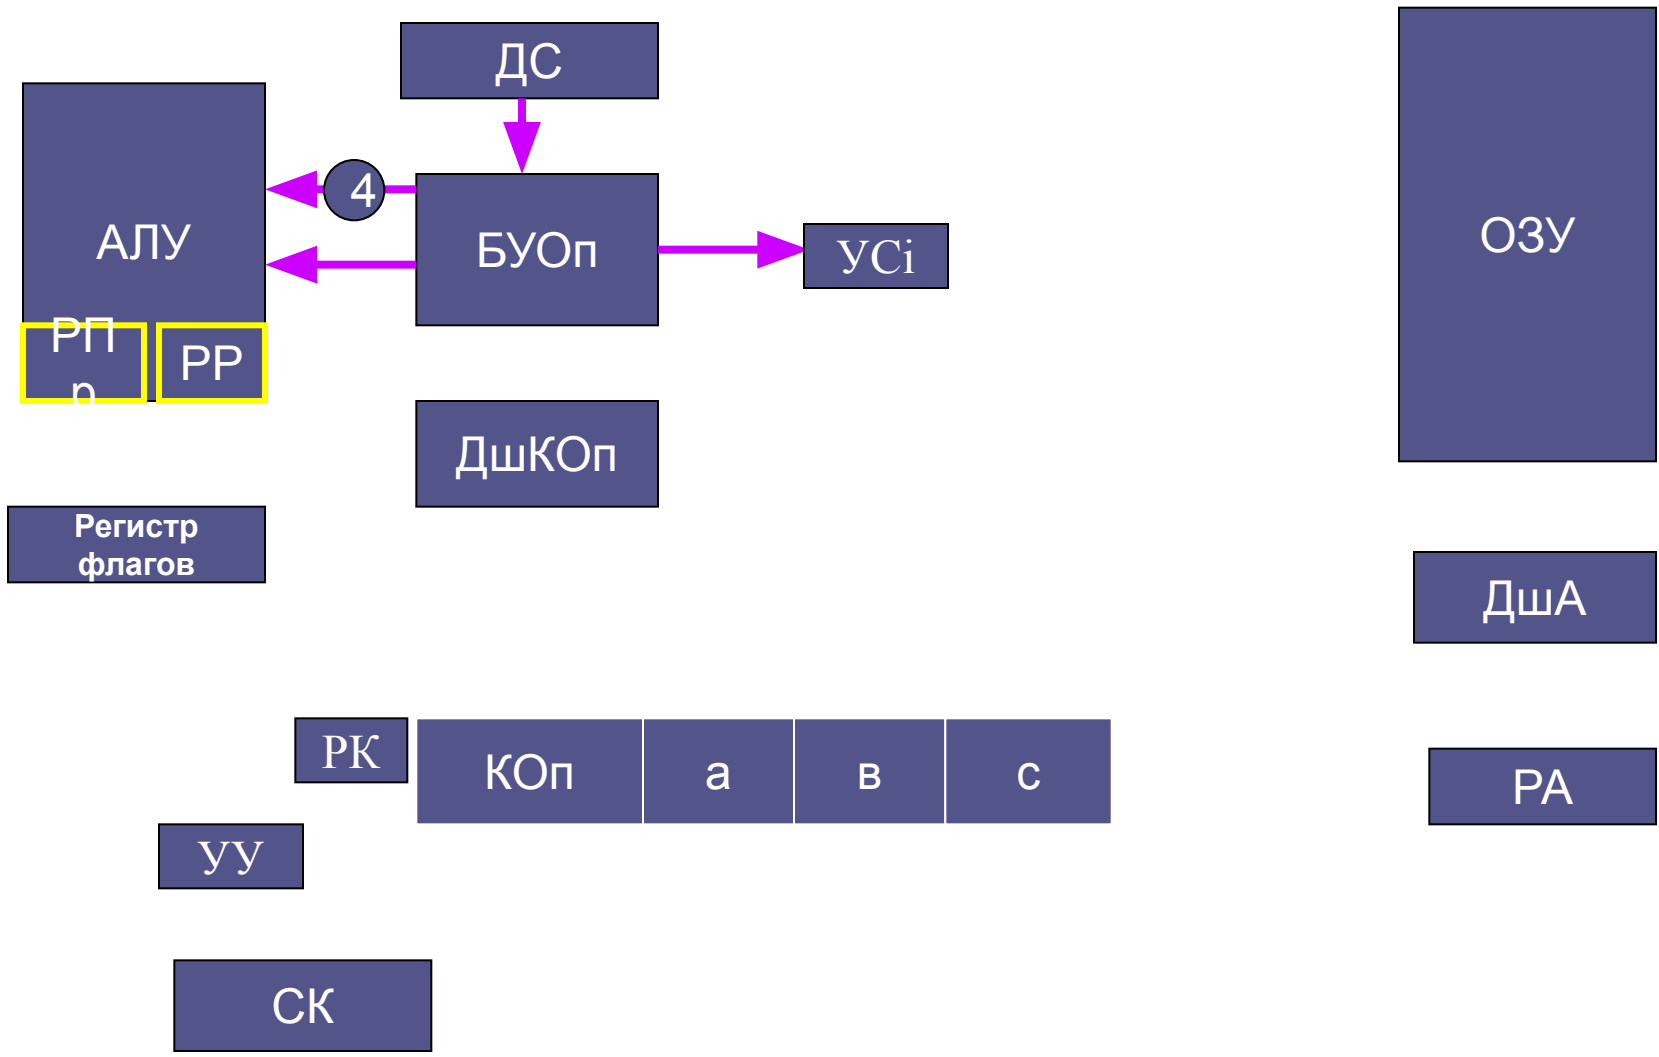 ДС
4
АЛУ
БУОп
УСi
ОЗУ
РП
р
РР
ДшКОп
Регистр
флагов
ДшА
РК
КОп
а
в
с
РА
УУ
СК